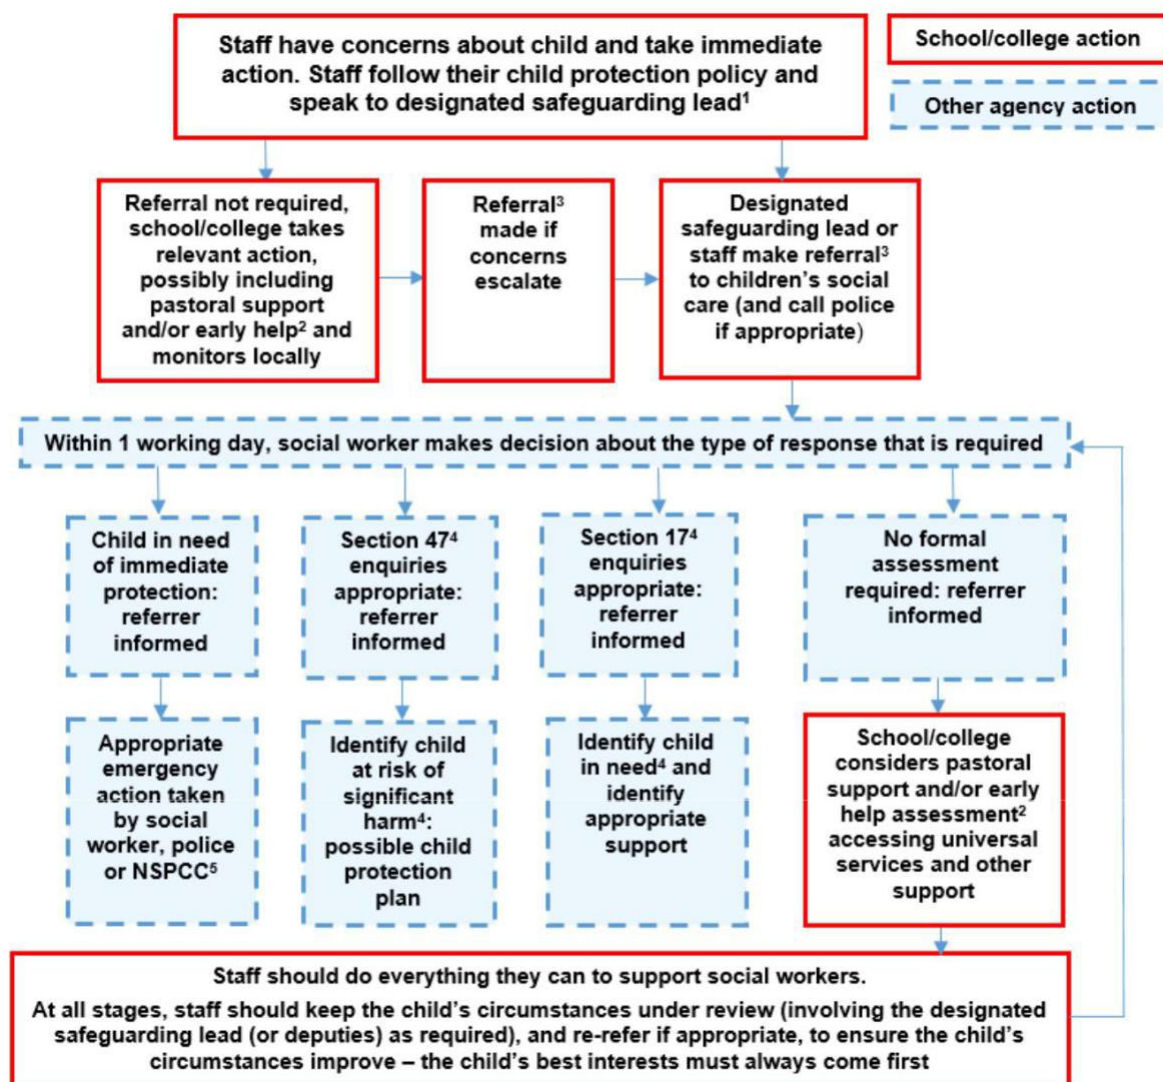 Staff have concerns about child and take immediate
action. Staff follow their child protection policy and
speak to designated safeguarding lead¹
School/college action
Other agency action
Referral not required,
school/college takes
relevant action,
possibly including
pastoral support
and/or early help² and
monitors locally
Referral³
made if
concerns
escalate
Designated
safeguarding lead or
staff make referral³
to children’s social
care (and call police
if appropriate)
Within 1 working day, social worker makes decision about the type of response that is required
Child in need
of immediate
protection:
referrer
informed
Section 47⁴
enquiries
appropriate:
referrer
informed
Section 17⁴
enquiries
appropriate:
referrer
informed
No formal
assessment
required: referrer
informed
Appropriate
emergency
action taken
by social
worker, police
or NSPCC⁵
Identify child
at risk of
significant
harm⁴:
possible child
protection
plan
Identify child
in need⁴ and
identify
appropriate
support
School/college
considers pastoral
support and/or early
help assessment²
accessing universal
services and other
support
Staff should do everything they can to support social workers.
At all stages, staff should keep the child’s circumstances under review (involving the designated
safeguarding lead (or deputies) as required), and re-refer if appropriate, to ensure the child’s
circumstances improve – the child’s best interests must always come first